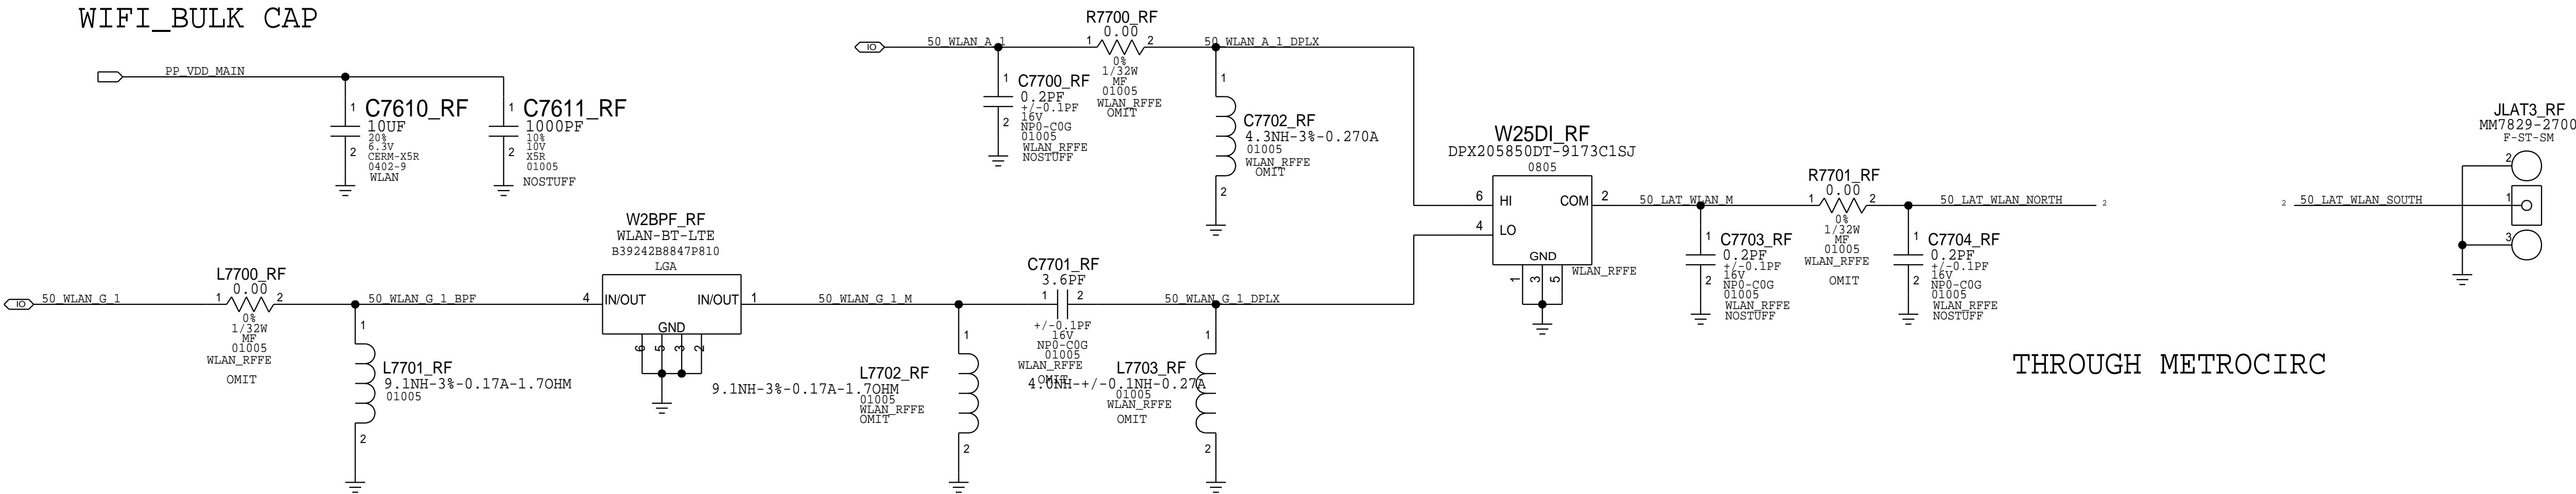 WIFI_BULK CAP
PP_VDD_MAIN
1
C7610_RF
10UF
20%
6.3V
CERM-X5R
0402-9
WLAN
2
1
C7611_RF
1000PF
10%
10V
X5R
01005
NOSTUFF
2
IO
50_WLAN_A_1
R7700_RF
0.00
1
2
0%
1/32W
MF
01005
WLAN_RFFE
OMIT
50_WLAN_A_1_DPLX
1
C7700_RF
0.2PF
+/-0.1PF
16V
NP0-C0G
01005
WLAN_RFFE
NOSTUFF
2
1
C7702_RF
4.3NH-3%-0.270A
01005
WLAN_RFFE
OMIT
2
W25DI_RF
DPX205850DT-9173C1SJ
0805
6
HI
COM
2
4
LO
GND
1
3
5
WLAN_RFFE
50_LAT_WLAN_M
R7701_RF
0.00
1
2
0%
1/32W
MF
01005
WLAN_RFFE
OMIT
50_LAT_WLAN_NORTH
2
1
C7703_RF
0.2PF
+/-0.1PF
16V
NP0-C0G
01005
WLAN_RFFE
NOSTUFF
2
1
C7704_RF
0.2PF
+/-0.1PF
16V
NP0-C0G
01005
WLAN_RFFE
NOSTUFF
2
2
50_LAT_WLAN_SOUTH
JLAT3_RF
MM7829-2700
F-ST-SM
2
1
3
THROUGH METROCIRC
IO
50_WLAN_G_1
L7700_RF
0.00
1
2
0%
1/32W
MF
01005
WLAN_RFFE
OMIT
50_WLAN_G_1_BPF
1
L7701_RF
9.1NH-3%-0.17A-1.7OHM
01005
2
W2BPF_RF
WLAN-BT-LTE
B39242B8847P810
LGA
4
IN/OUT
IN/OUT
1
GND
6
5
3
2
50_WLAN_G_1_M
1
L7702_RF
9.1NH-3%-0.17A-1.7OHM
01005
WLAN_RFFE
OMIT
2
C7701_RF
3.6PF
1
2
+/-0.1PF
16V
NP0-C0G
01005
WLAN_RFFE
OMIT
50_WLAN_G_1_DPLX
1
L7703_RF
4.0NH-+/-0.1NH-0.27A
01005
WLAN_RFFE
OMIT
2